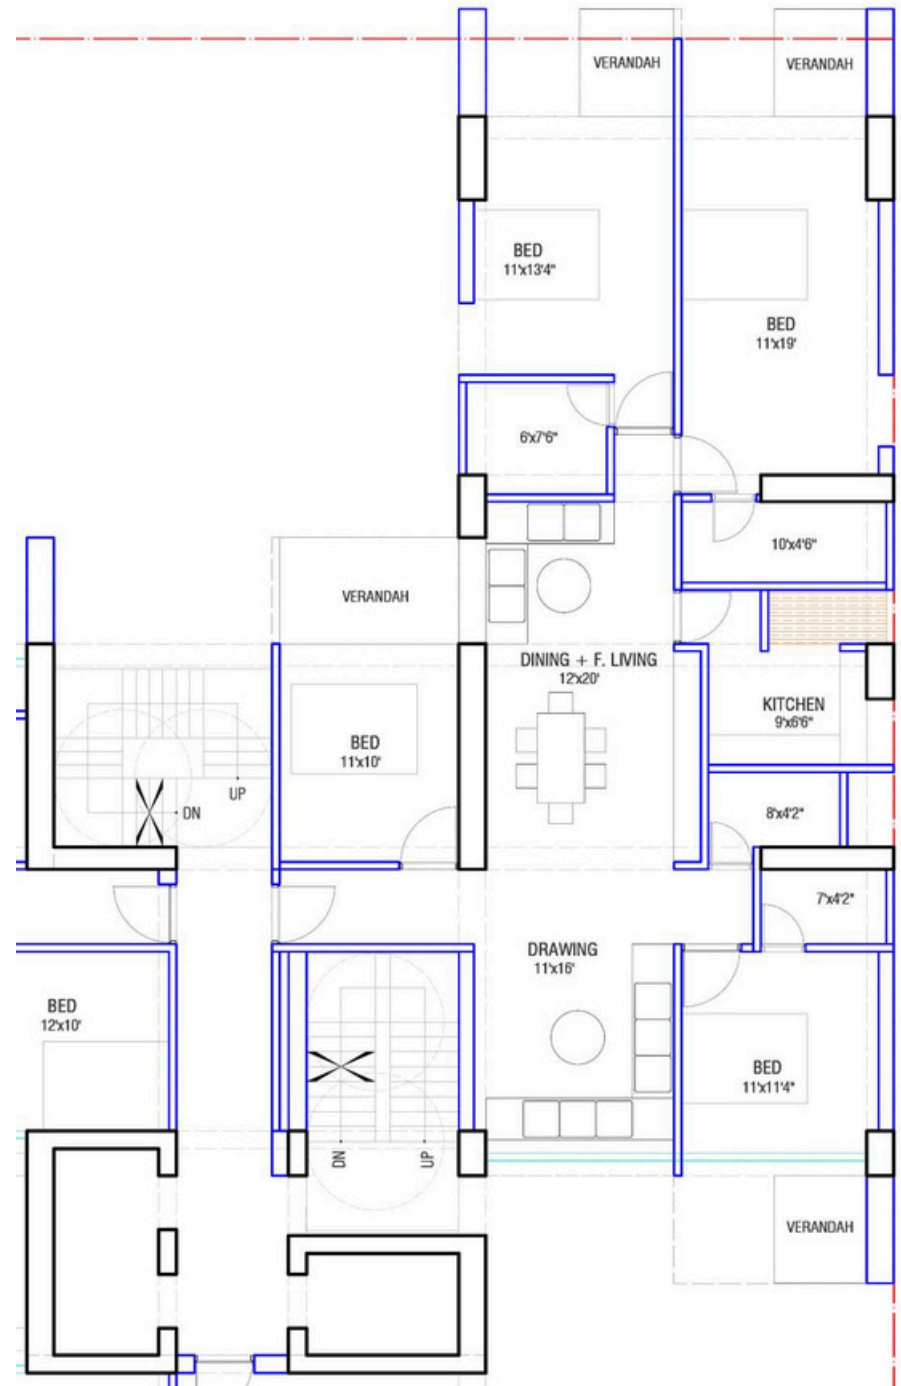 VERANDAH
VERANDAH
BED
11'x13'4"
BED
11'x19'
6'x7'6"
10'x4'6"
VERANDAH
DINING + F. LIVING
12'x20'
KITCHEN
9'x6'6"
BED
11'x10'
UP
DN
8'x4'2"
7'x4'2"
DRAWING
11'x16'
BED
12'x10'
BED
11'x11'4"
DN
UP
VERANDAH